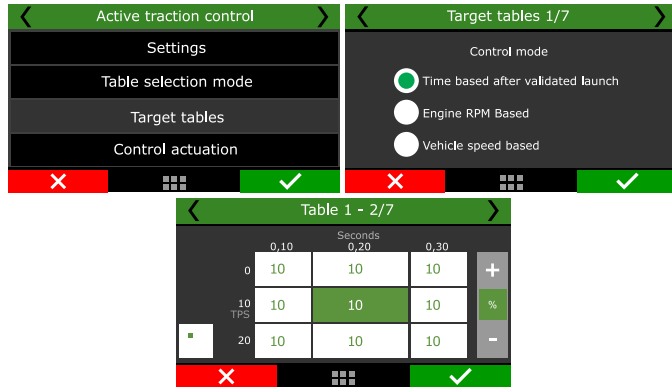 Active traction control
Settings
Table selection mode
Target tables
Control actuation
Target tables 1/7
Control mode
Time based after validated launch
Engine RPM Based
Vehicle speed based
Table 1 - 2/7
Seconds
0,10 0,20 0,30
0 10 10 10 +
10 10 10 10 %
TPS
20 10 10 10 -